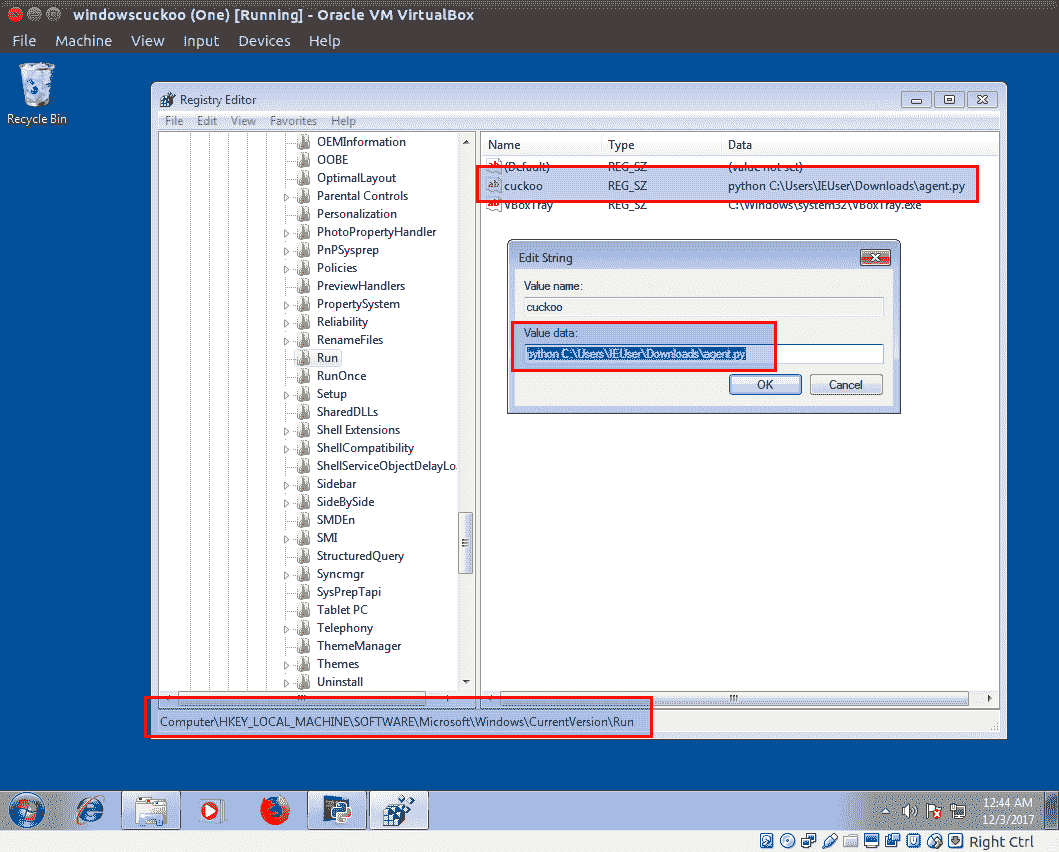 windowscuckoo (One) [Running] - Oracle VM VirtualBox
File Machine View Input Devices Help
Recycle Bin
Registry Editor
File Edit View Favorites Help
OEMInformation
OOBE
OptimalLayout
Parental Controls
Personalization
PhotoPropertyHandler
PnPSysprep
Policies
PreviewHandlers
PropertySystem
Reliability
RenameFiles
Run
RunOnce
Setup
SharedDLLs
Shell Extensions
ShellCompatibility
ShellServiceObjectDelayLo
Sidebar
SideBySide
SMDEn
SMI
StructuredQuery
Syncmgr
SysPrepTapi
Tablet PC
Telephony
ThemeManager
Themes
Uninstall
Name Type Data
ab (Default) REG_SZ (value not set)
ab cuckoo REG_SZ python C:\Users\IEUser\Downloads\agent.py
ab VBoxTray REG_SZ C:\Windows\system32\VBoxTray.exe
Edit String
Value name:
cuckoo
Value data:
python C:\Users\IEUser\Downloads\agent.py
OK Cancel
Computer\HKEY_LOCAL_MACHINE\SOFTWARE\Microsoft\Windows\CurrentVersion\Run
12:44 AM
12/3/2017
Right Ctrl